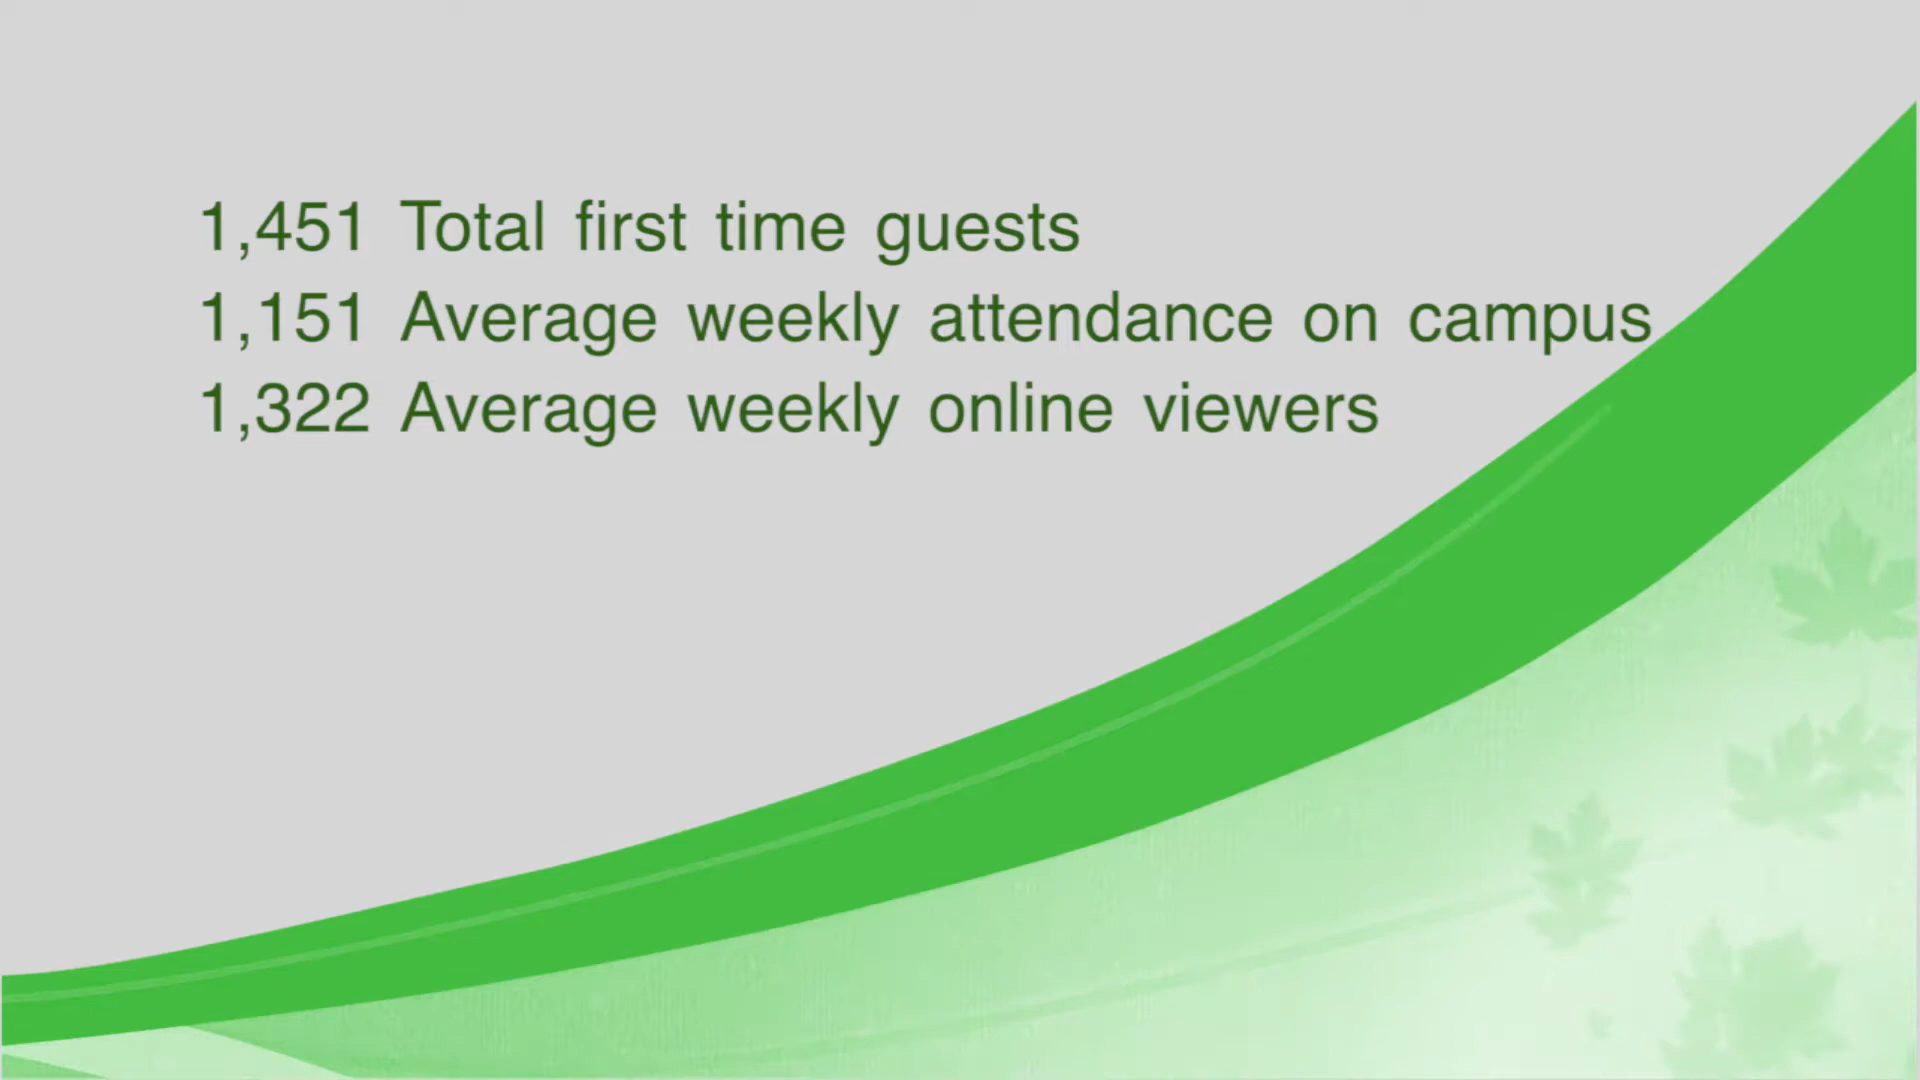 1,451 Total first time guests
1,151 Average weekly attendance on campus
1,322 Average weekly online viewers